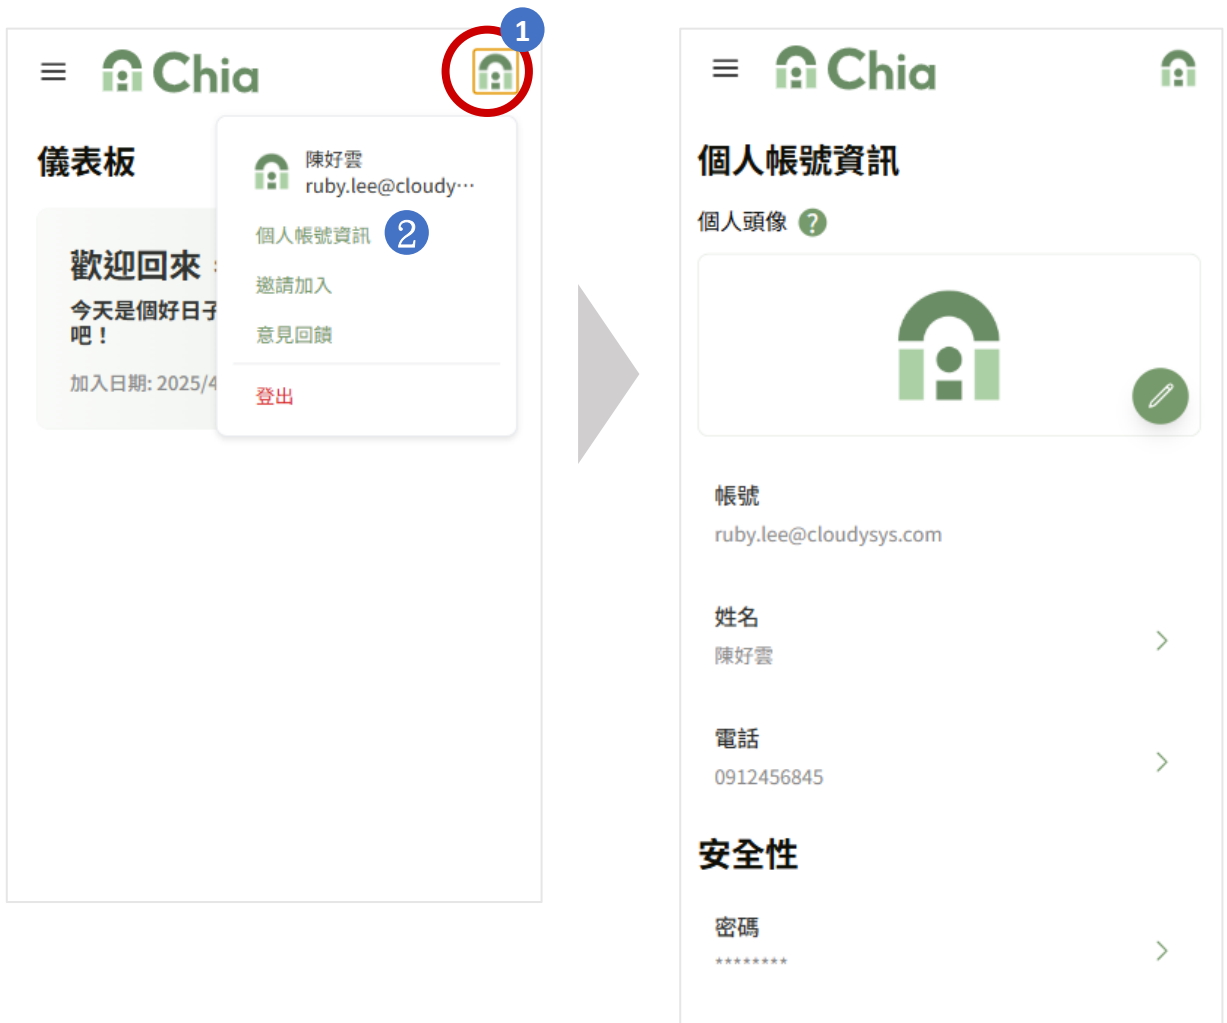 1
Chia
儀表板
陳好雲
ruby.lee@cloudy···
個人帳號資訊
2
歡迎回來
邀請加入
今天是個好日子
吧！
意見回饋
加入日期: 2025/4
登出
Chia
個人帳號資訊
個人頭像 ?
帳號
ruby.lee@cloudysys.com
姓名
陳好雲
電話
0912456845
安全性
密碼
********